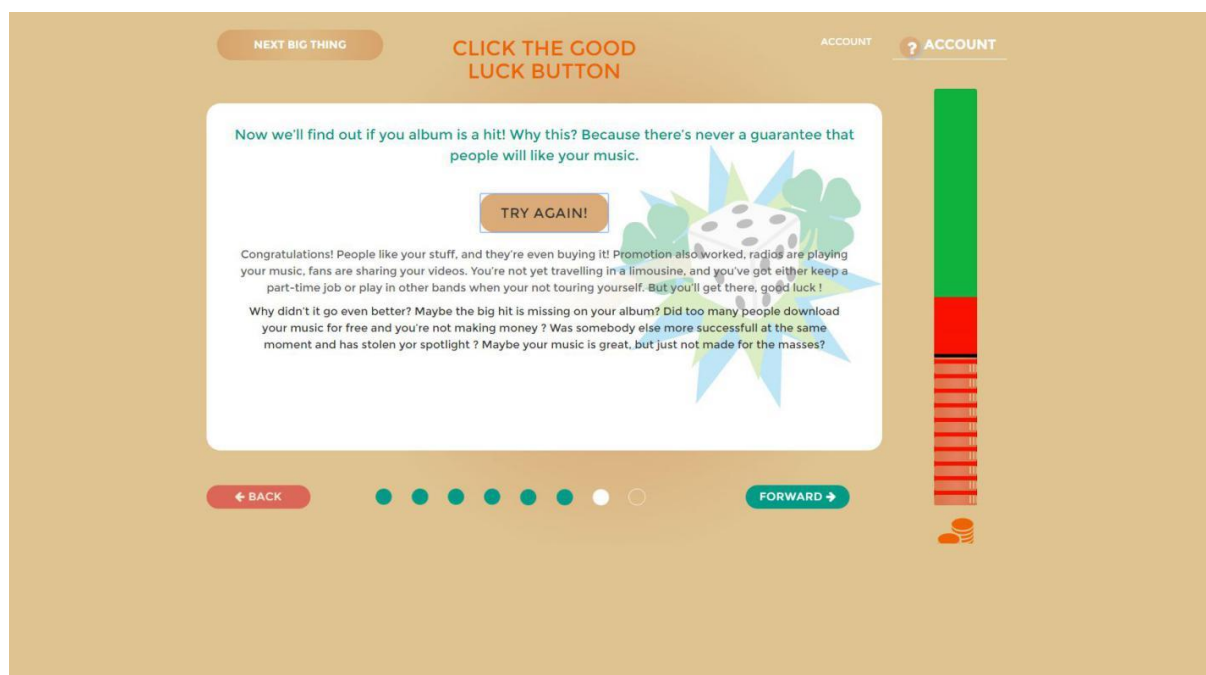 NEXT BIG THING
CLICK THE GOOD
LUCK BUTTON
ACCOUNT
? ACCOUNT
Now we'll find out if you album is a hit! Why this? Because there's never a guarantee that
people will like your music.
TRY AGAIN!
Congratulations! People like your stuff, and they're even buying it! Promotion also worked, radios are playing
your music, fans are sharing your videos. You're not yet travelling in a limousine, and you've got either keep a
part-time job or play in other bands when your not touring yourself. But you'll get there, good luck !
Why didn't it go even better? Maybe the big hit is missing on your album? Did too many people download
your music for free and you're not making money ? Was somebody else more successfull at the same
moment and has stolen yor spotlight ? Maybe your music is great, but just not made for the masses?
BACK
FORWARD